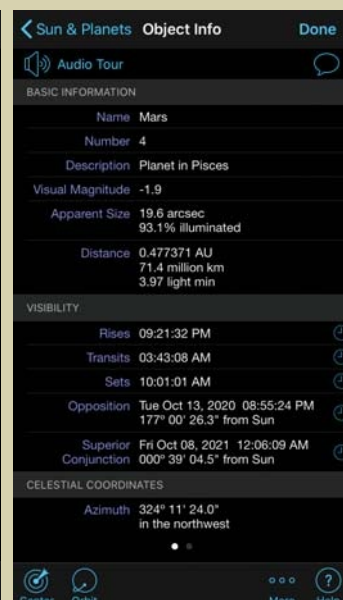 Sun & Planets Object Info Done
Audio Tour
BASIC INFORMATION
Name Mars
Number 4
Description Planet in Pisces
Visual Magnitude -1.9
Apparent Size 19.6 arcsec
93.1% illuminated
Distance 0.477371 AU
71.4 million km
3.97 light min
VISIBILITY
Rises 09:21:32 PM
Transits 03:43:08 AM
Sets 10:01:01 AM
Opposition Tue Oct 13, 2020 08:55:24 PM
177° 00' 26.3" from Sun
Superior Fri Oct 08, 2021 12:06:09 AM
Conjunction 000° 39' 04.5" from Sun
CELESTIAL COORDINATES
Azimuth 324° 11' 24.0"
in the northwest
?
Center Orbit More Help